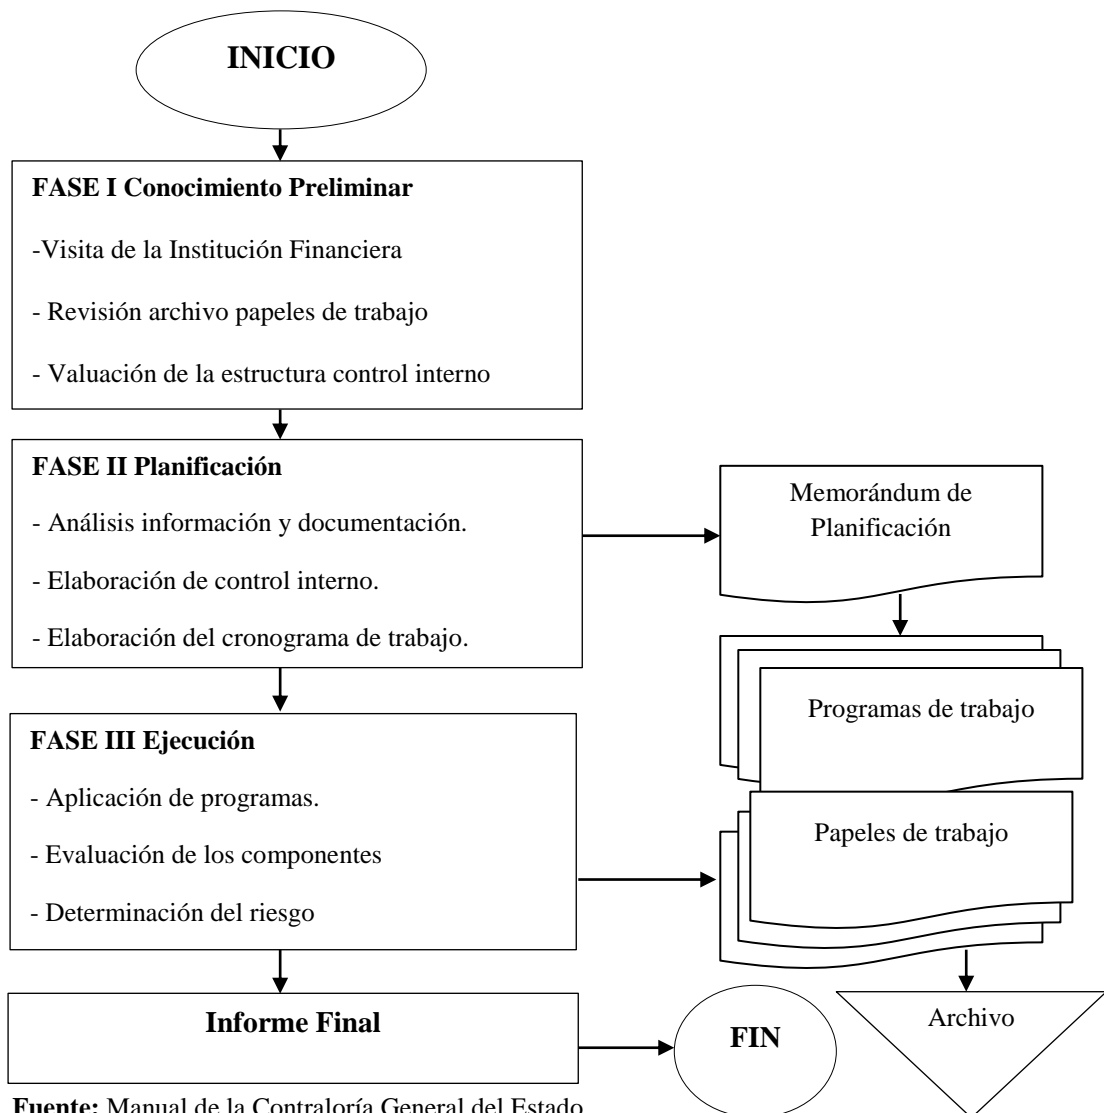 INICIO
FASE I Conocimiento Preliminar
-Visita de la Institución Financiera
- Revisión archivo papeles de trabajo
- Valuación de la estructura control interno
FASE II Planificación
- Análisis información y documentación.
- Elaboración de control interno.
- Elaboración del cronograma de trabajo.
Memorándum de
Planificación
Programas de trabajo
FASE III Ejecución
- Aplicación de programas.
- Evaluación de los componentes
- Determinación del riesgo
Papeles de trabajo
Informe Final
FIN
Archivo
Fuente: Manual de la Contraloría General del Estado